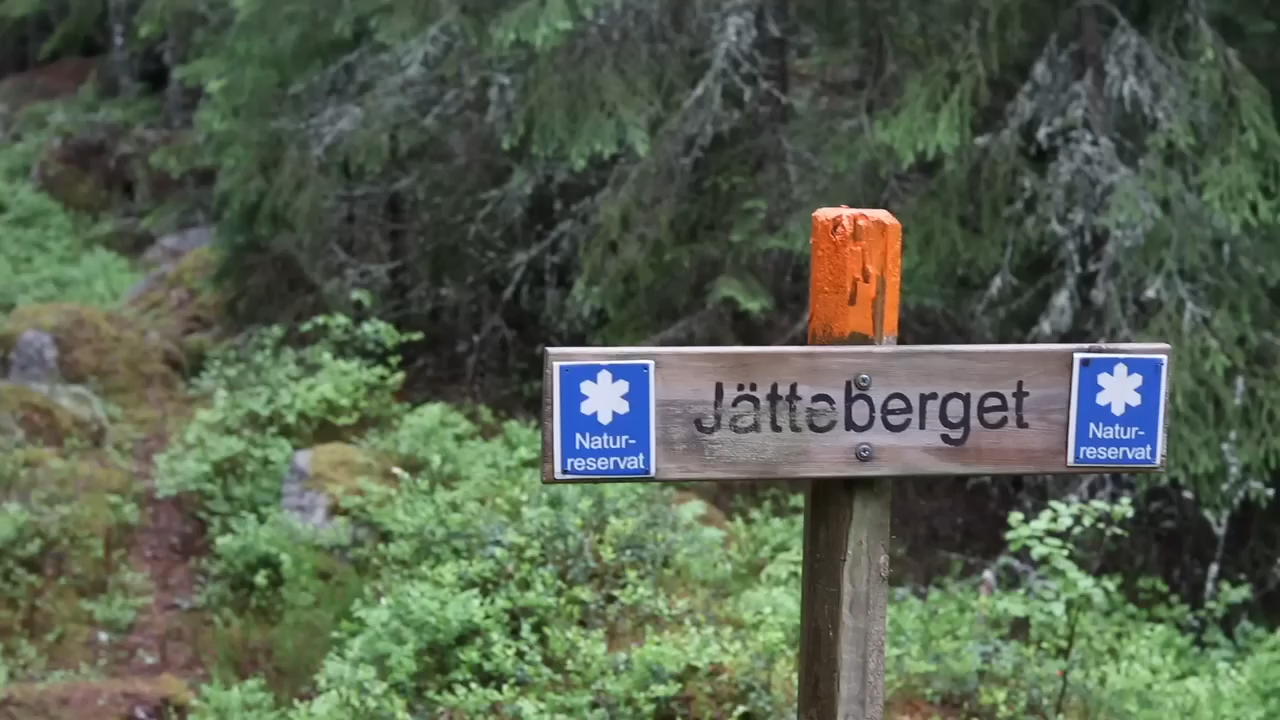 Natur-
reservat
Jätteberget
Natur-
reservat